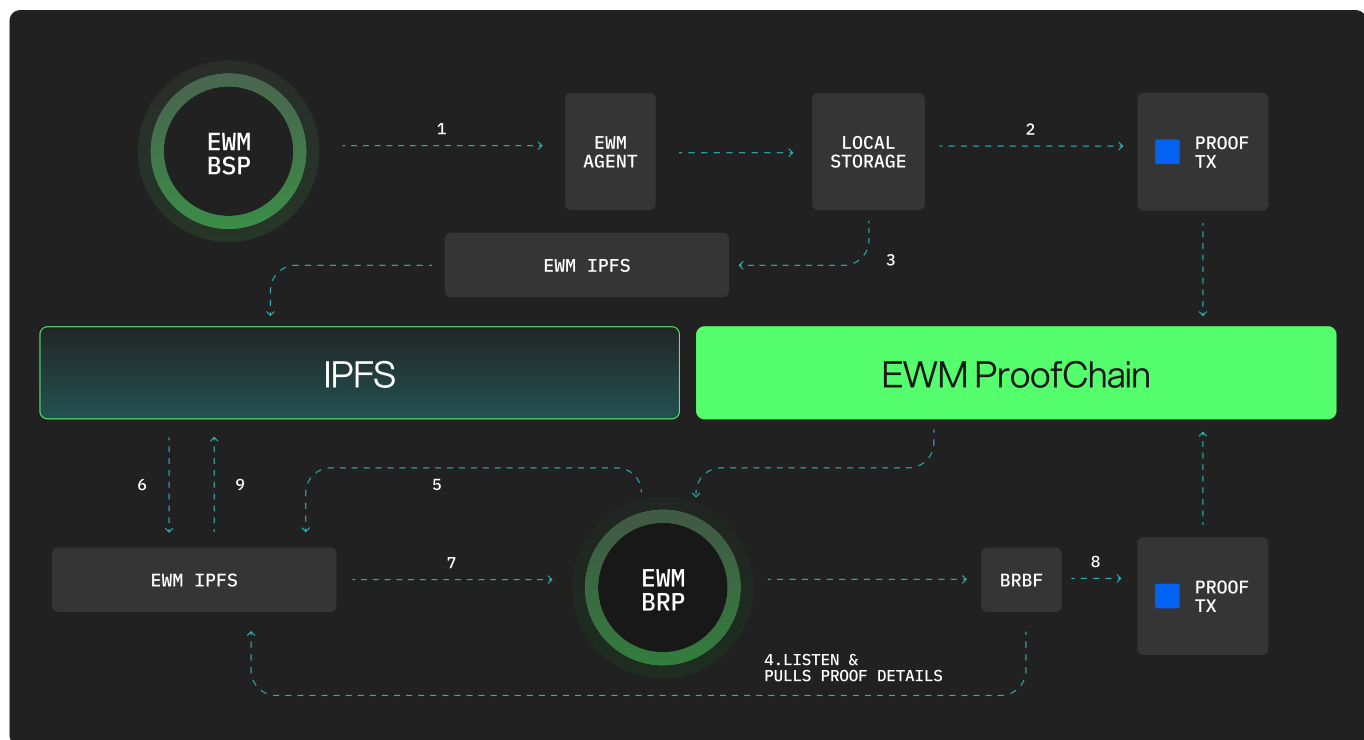 1
2
EWM
BSP
EWM
AGENT
LOCAL
STORAGE
PROOF
TX
EWM IPFS
3
IPFS
EWM ProofChain
6
9
5
EWM IPFS
7
EWM
BRP
BRBF
8
PROOF
TX
4.LISTEN &
PULLS PROOF DETAILS